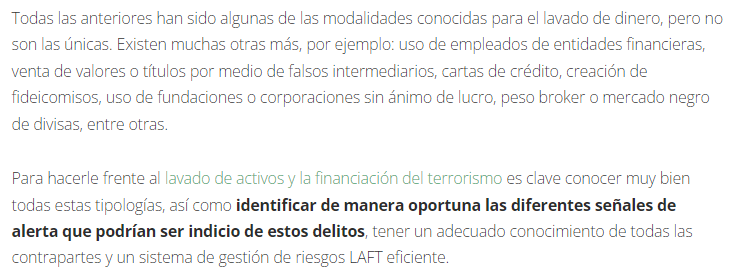 Todas las anteriores han sido algunas de las modalidades conocidas para el lavado de dinero, pero no
son las únicas. Existen muchas otras más, por ejemplo: uso de empleados de entidades financieras,
venta de valores o títulos por medio de falsos intermediarios, cartas de crédito, creación de
fideicomisos, uso de fundaciones o corporaciones sin ánimo de lucro, peso broker o mercado negro
de divisas, entre otras.
Para hacerle frente al lavado de activos y la financiación del terrorismo es clave conocer muy bien
todas estas tipologías, así como identificar de manera oportuna las diferentes señales de
alerta que podrían ser indicio de estos delitos, tener un adecuado conocimiento de todas las
contrapartes y un sistema de gestión de riesgos LAFT eficiente.